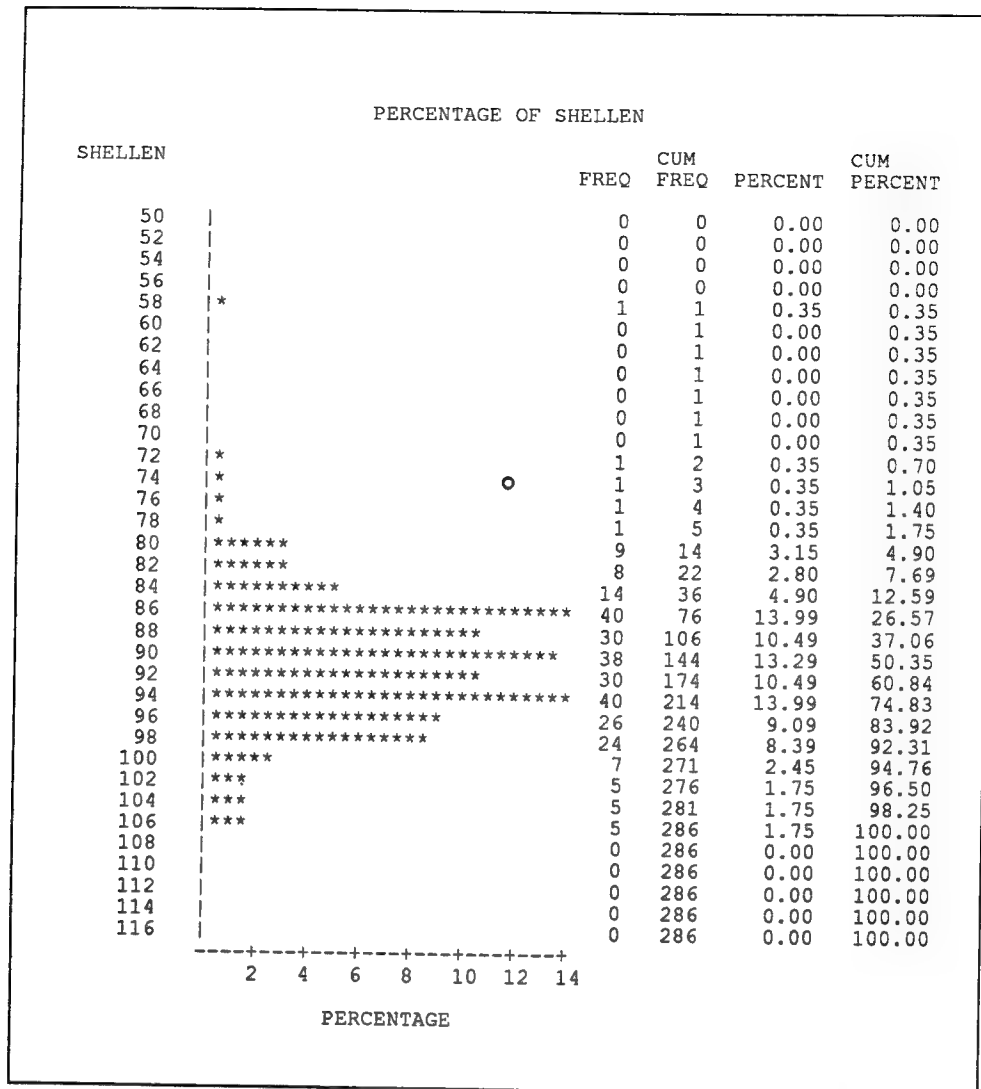 PERCENTAGE OF SHELLEN
SHELLEN
CUM CUM
FREQ FREQ PERCENT PERCENT
50 | 0 0 0.00 0.00
52 | 0 0 0.00 0.00
54 | 0 0 0.00 0.00
56 | 0 0 0.00 0.00
58 |* 1 1 0.35 0.35
60 | 0 1 0.00 0.35
62 | 0 1 0.00 0.35
64 | 0 1 0.00 0.35
66 | 0 1 0.00 0.35
68 | 0 1 0.00 0.35
70 | 0 1 0.00 0.35
72 |* 1 2 0.35 0.70
74 |* 1 3 0.35 1.05
76 |* 1 4 0.35 1.40
78 |* 1 5 0.35 1.75
80 |****** 9 14 3.15 4.90
82 |****** 8 22 2.80 7.69
84 |********** 14 36 4.90 12.59
86 |**************************** 40 76 13.99 26.57
88 |********************* 30 106 10.49 37.06
90 |*************************** 38 144 13.29 50.35
92 |********************* 30 174 10.49 60.84
94 |**************************** 40 214 13.99 74.83
96 |****************** 26 240 9.09 83.92
98 |***************** 24 264 8.39 92.31
100 |***** 7 271 2.45 94.76
102 |*** 5 276 1.75 96.50
104 |*** 5 281 1.75 98.25
106 |*** 5 286 1.75 100.00
108 | 0 286 0.00 100.00
110 | 0 286 0.00 100.00
112 | 0 286 0.00 100.00
114 | 0 286 0.00 100.00
116 | 0 286 0.00 100.00
----+---+---+---+---+---+---+
2 4 6 8 10 12 14
PERCENTAGE